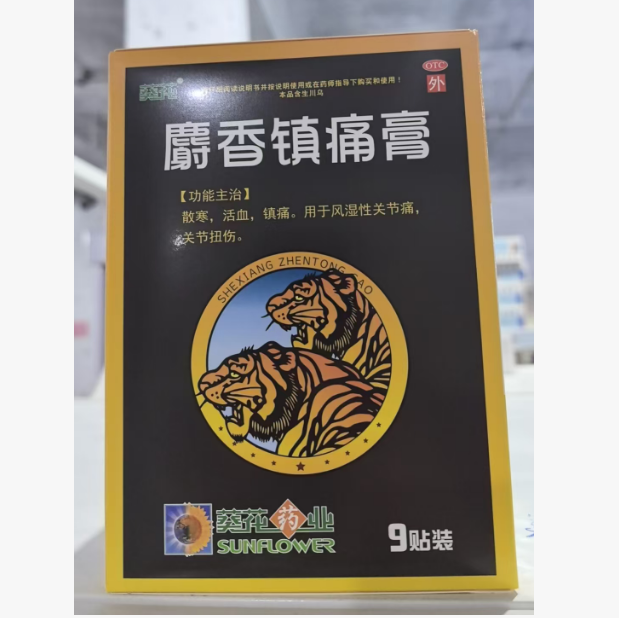 葵花®
请仔细阅读说明书并按说明使用或在药师指导下购买和使用!
本品含生川乌
OTC
外
麝香镇痛膏
【功能主治】
散寒,活血,镇痛。用于风湿性关节痛,
关节扭伤。
SHEXIANG ZHENTONG GAO
葵花药业
SUNFLOWER
9贴装